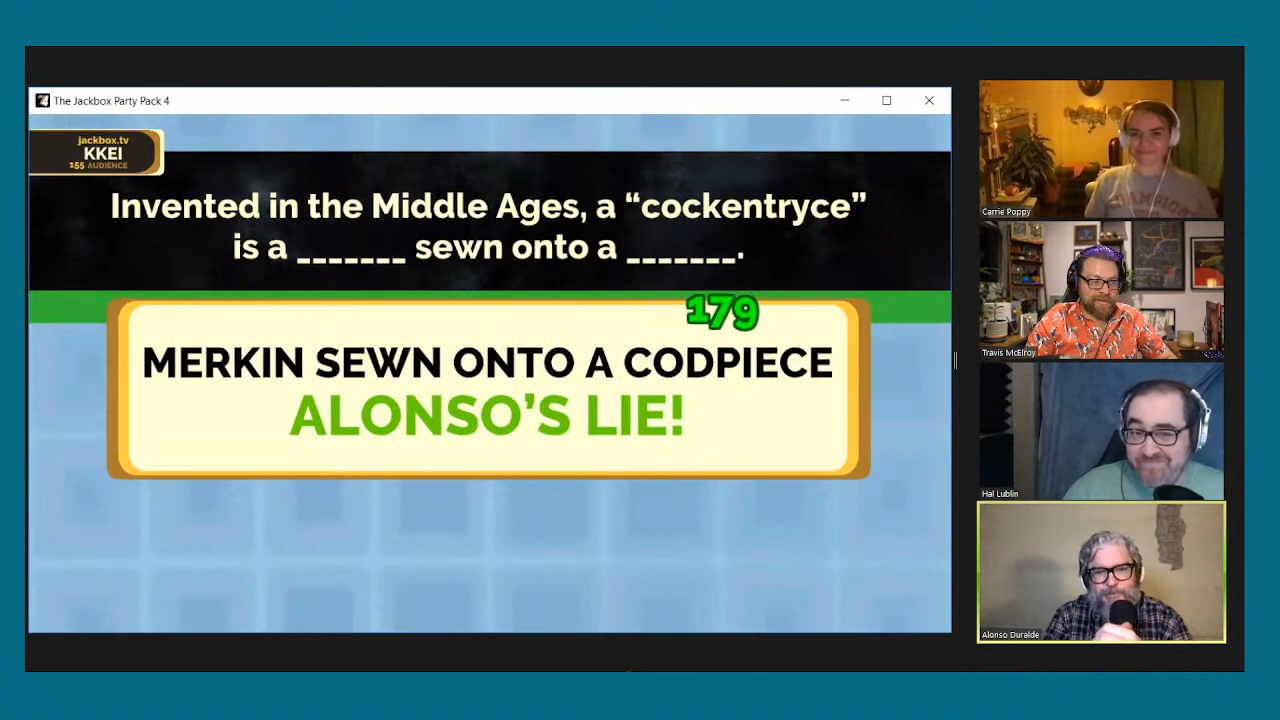 The Jackbox Party Pack 4
jackbox.tv
KKEI
155 AUDIENCE
Invented in the Middle Ages, a “cockentryce”
is a _______ sewn onto a _______.
179
MERKIN SEWN ONTO A CODPIECE
ALONSO’S LIE!
Carrie Poppy
Travis McElroy
Hal Lublin
Alonso Duralde